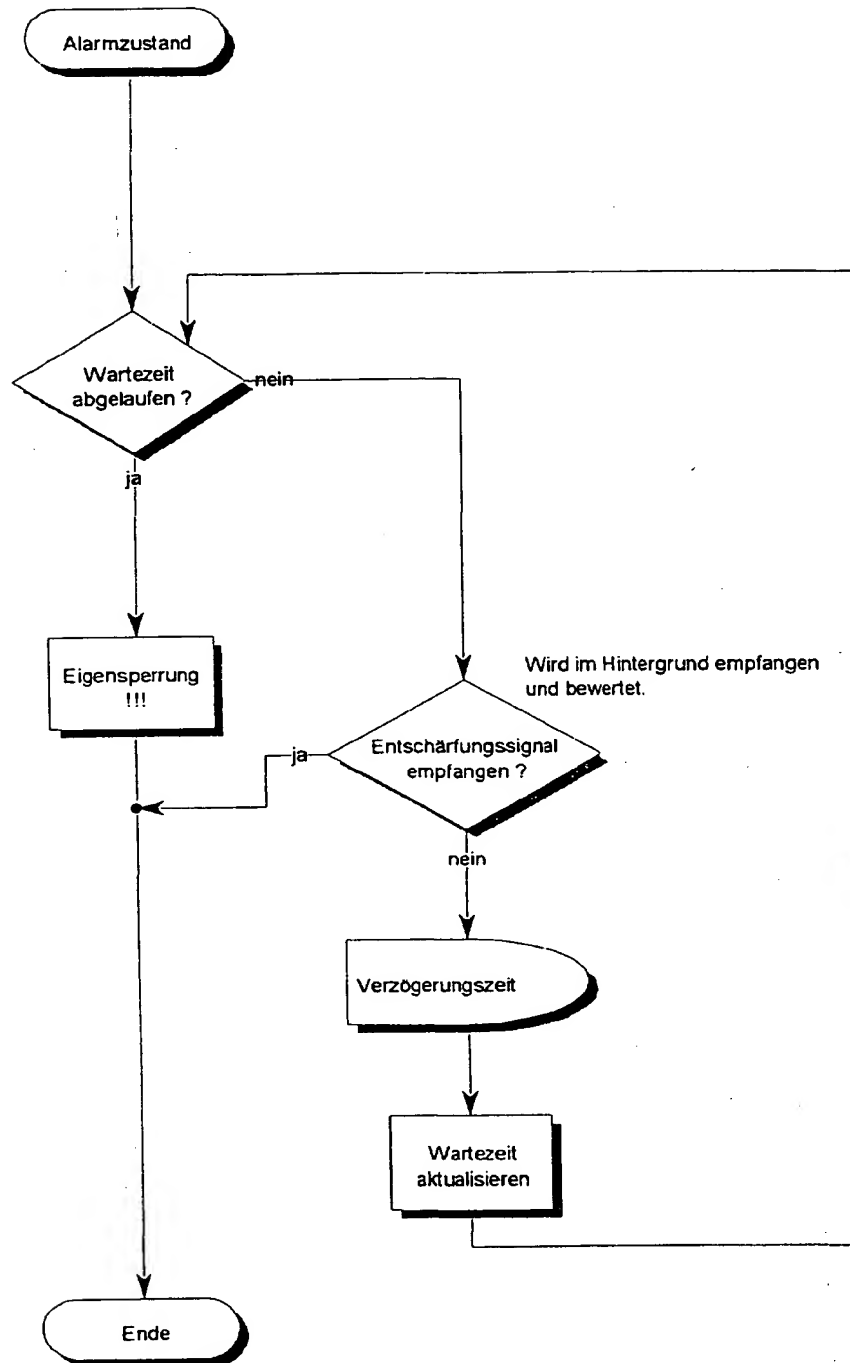 Alarmzustand
Wartezeit
abgelaufen ?
nein
ja
Eigensperrung
!!!
Wird im Hintergrund empfangen
und bewertet.
Entschärfungssignal
empfangen ?
ja
nein
Verzögerungszeit
Wartezeit
aktualisieren
Ende